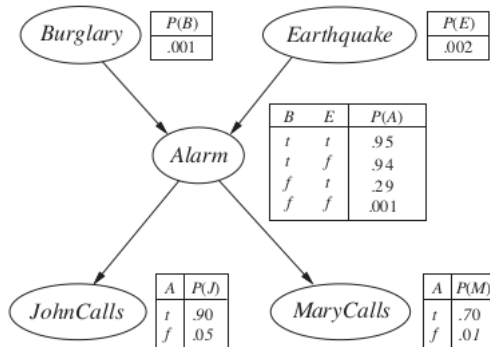 Burglary
P(B)
.001
Earthquake
P(E)
.002
B E P(A)
t t .95
t f .94
f t .29
f f .001
Alarm
JohnCalls
A P(J)
t .90
f .05
MaryCalls
A P(M)
t .70
f .01